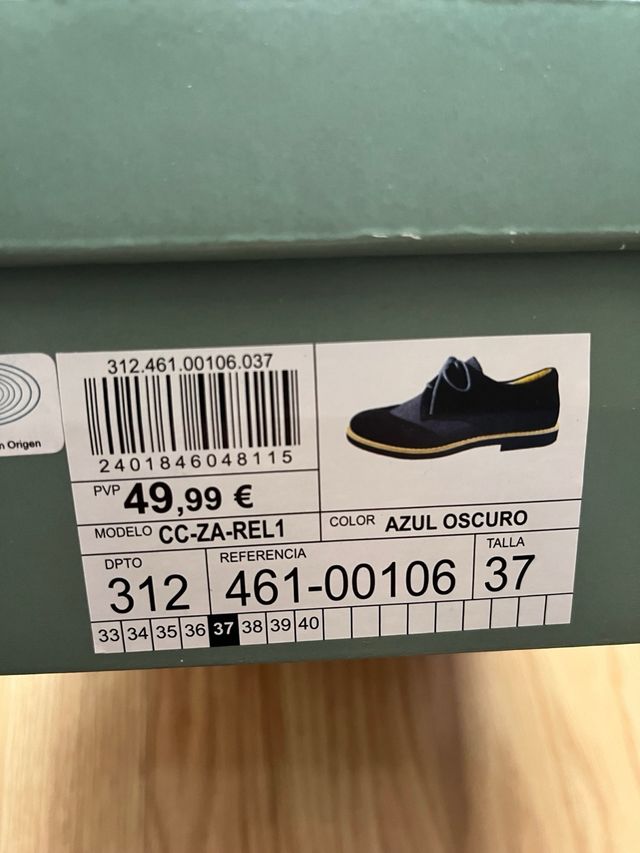 312.461.00106.037
2401846048115
PVP 49,99 €
MODELO CC-ZA-REL1
COLOR AZUL OSCURO
DPTO
312
REFERENCIA
461-00106
TALLA
37
33 34 35 36 37 38 39 40
Origen